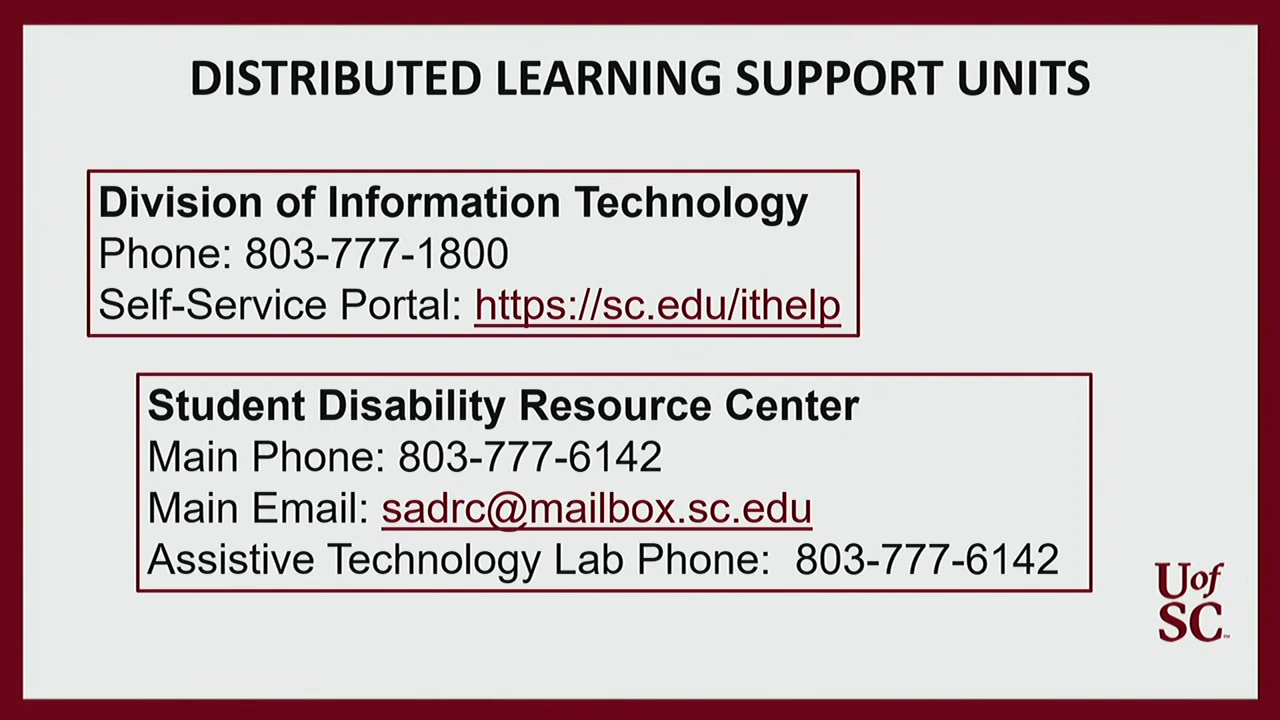 DISTRIBUTED LEARNING SUPPORT UNITS
Division of Information Technology
Phone: 803-777-1800
Self-Service Portal: https://sc.edu/ithelp
Student Disability Resource Center
Main Phone: 803-777-6142
Main Email: sadrc@mailbox.sc.edu
Assistive Technology Lab Phone:  803-777-6142
UofSC